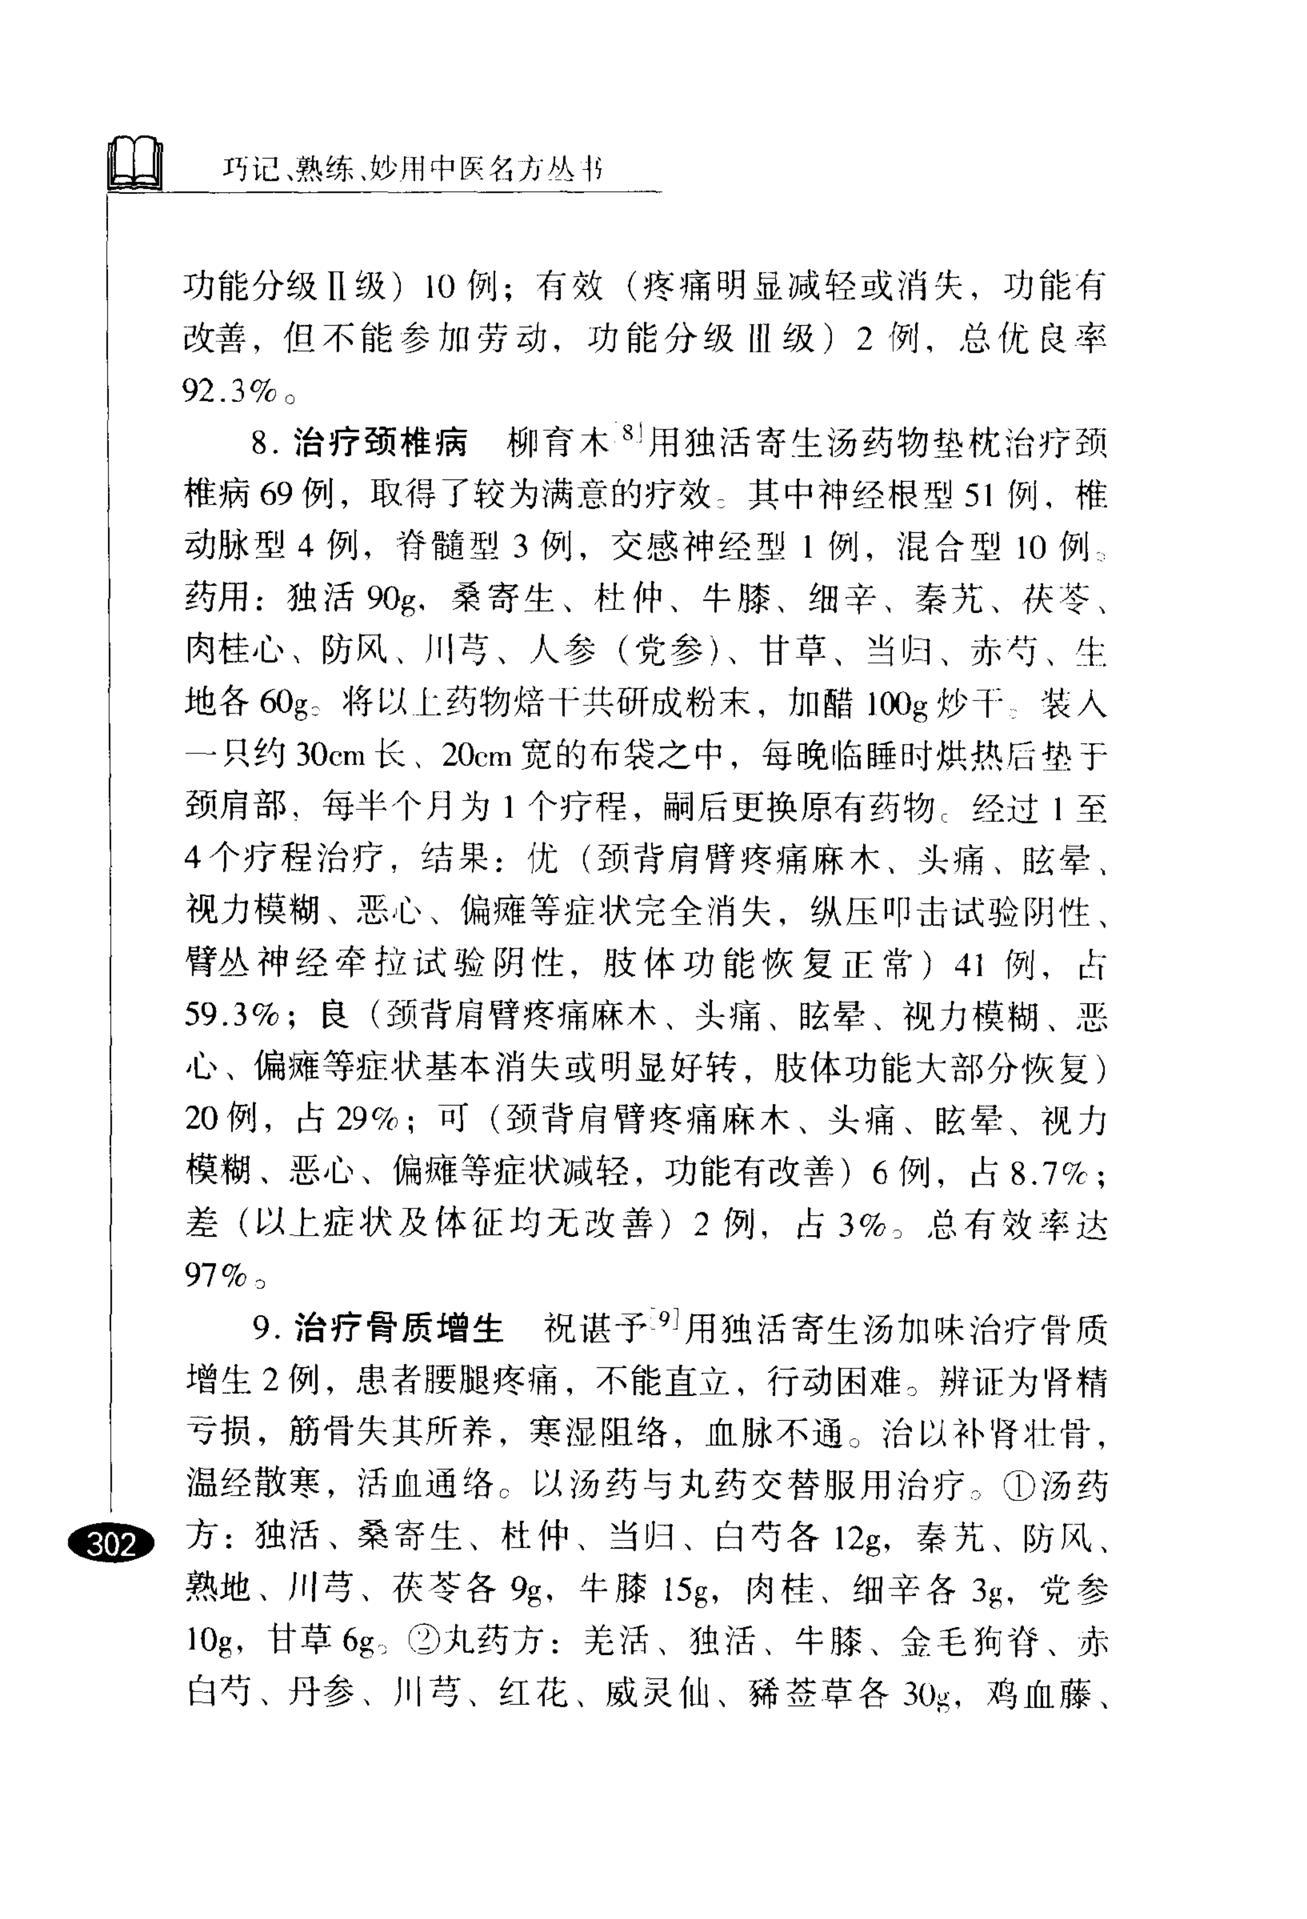 巧记、熟练、妙用中医名方丛书
功能分级Ⅱ级）10 例；有效（疼痛明显减轻或消失，功能有
改善，但不能参加劳动，功能分级Ⅲ级）2 例，总优良率
92.3%。
8. 治疗颈椎病　柳育木[8]用独活寄生汤药物垫枕治疗颈
椎病 69 例，取得了较为满意的疗效。其中神经根型 51 例，椎
动脉型 4 例，脊髓型 3 例，交感神经型 1 例，混合型 10 例。
药用：独活 90g，桑寄生、杜仲、牛膝、细辛、秦艽、茯苓、
肉桂心、防风、川芎、人参（党参）、甘草、当归、赤芍、生
地各 60g。将以上药物焙干共研成粉末，加醋 100g 炒干。装入
一只约 30cm 长、20cm 宽的布袋之中，每晚临睡时烘热后垫于
颈肩部，每半个月为 1 个疗程，嗣后更换原有药物。经过 1 至
4 个疗程治疗，结果：优（颈背肩臂疼痛麻木、头痛、眩晕、
视力模糊、恶心、偏瘫等症状完全消失，纵压叩击试验阴性、
臂丛神经牵拉试验阴性，肢体功能恢复正常）41 例，占
59.3%；良（颈背肩臂疼痛麻木、头痛、眩晕、视力模糊、恶
心、偏瘫等症状基本消失或明显好转，肢体功能大部分恢复）
20 例，占 29%；可（颈背肩臂疼痛麻木、头痛、眩晕、视力
模糊、恶心、偏瘫等症状减轻，功能有改善）6 例，占 8.7%；
差（以上症状及体征均无改善）2 例，占 3%。总有效率达
97%。
9. 治疗骨质增生　祝谌予[9]用独活寄生汤加味治疗骨质
增生 2 例，患者腰腿疼痛，不能直立，行动困难。辨证为肾精
亏损，筋骨失其所养，寒湿阻络，血脉不通。治以补肾壮骨，
温经散寒，活血通络。以汤药与丸药交替服用治疗。①汤药
方：独活、桑寄生、杜仲、当归、白芍各 12g，秦艽、防风、
熟地、川芎、茯苓各 9g，牛膝 15g，肉桂、细辛各 3g，党参
10g，甘草 6g。②丸药方：羌活、独活、牛膝、金毛狗脊、赤
白芍、丹参、川芎、红花、威灵仙、豨莶草各 30g，鸡血藤、
302